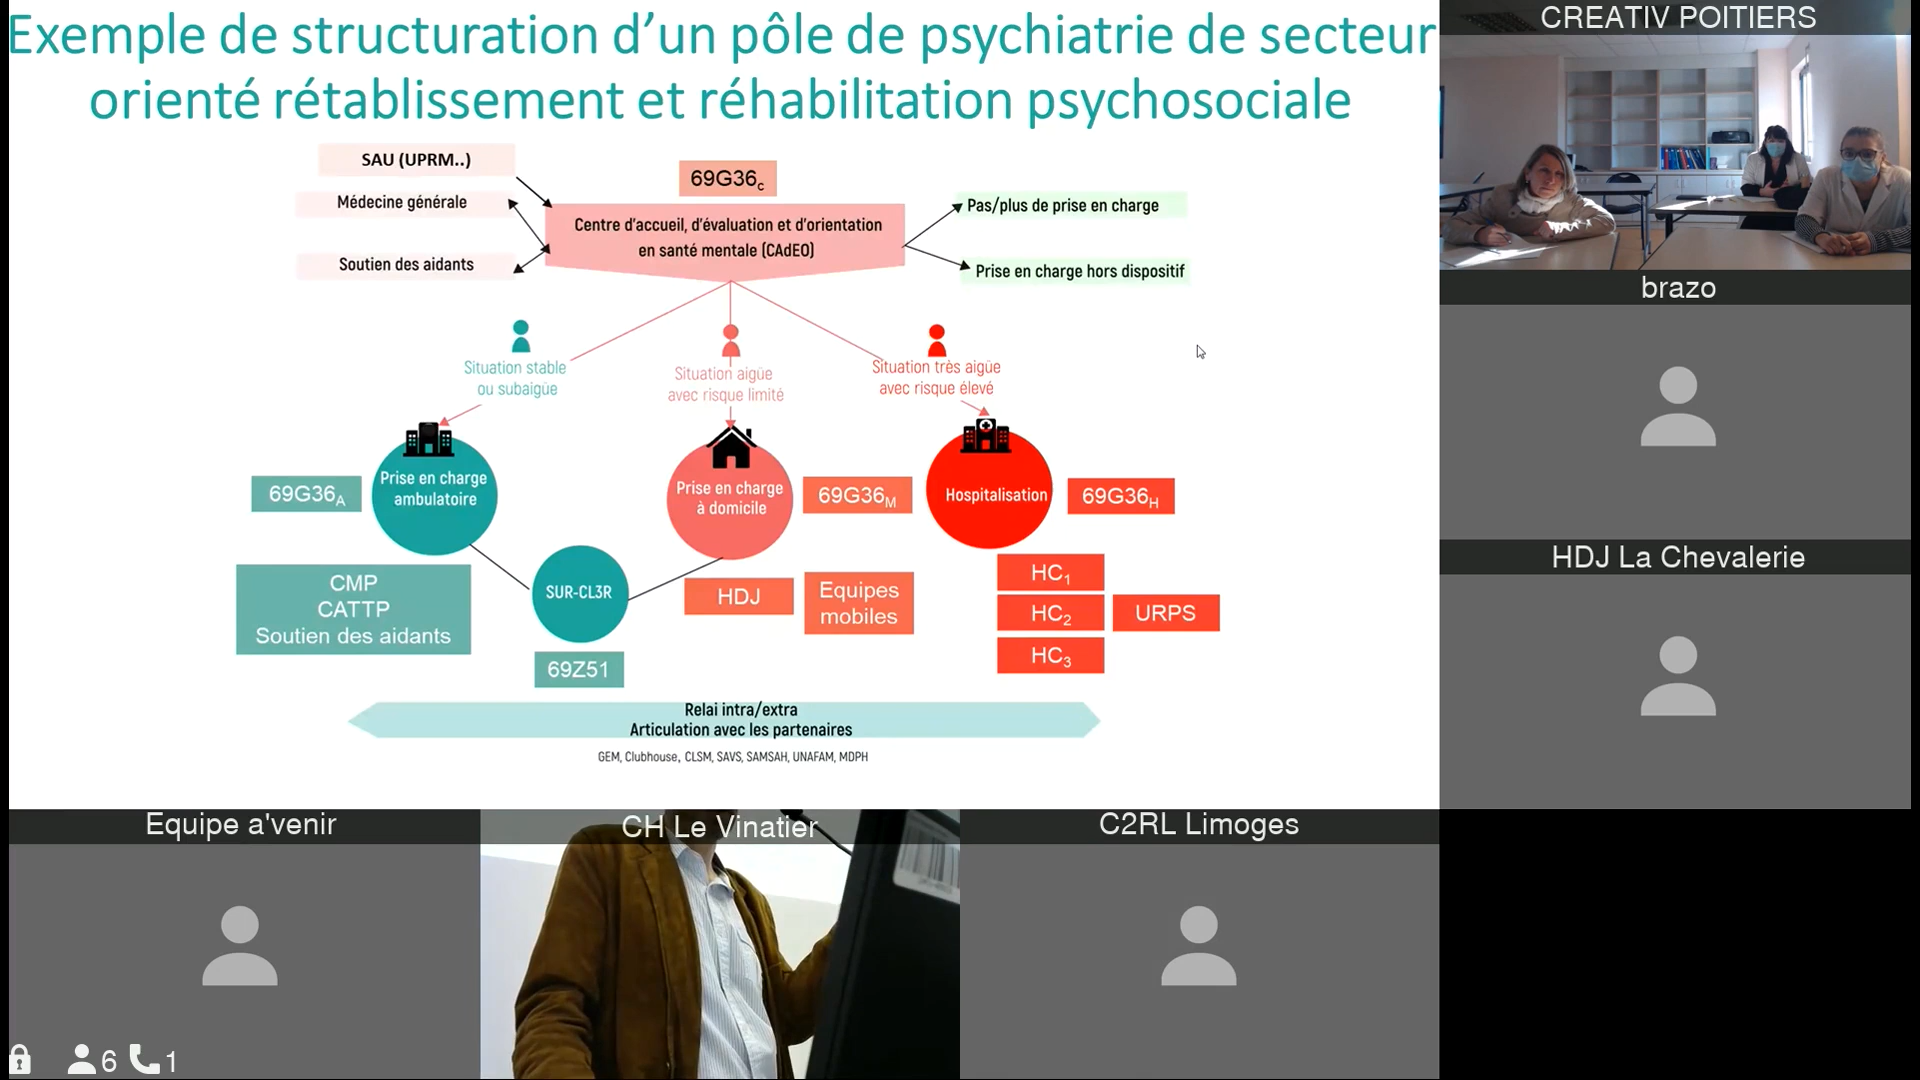 Exemple de structuration d’un pôle de psychiatrie de secteur
orienté rétablissement et réhabilitation psychosociale
SAU (UPRM..)
Médecine générale
Soutien des aidants
69G36c
Centre d’accueil, d’évaluation et d’orientation
en santé mentale (CAdEO)
Pas/plus de prise en charge
Prise en charge hors dispositif
Situation stable
ou subaigüe
Situation aigüe
avec risque limité
Situation très aigüe
avec risque élevé
69G36A
Prise en charge
ambulatoire
Prise en charge
à domicile
69G36M
Hospitalisation
69G36H
CMP
CATTP
Soutien des aidants
SUR-CL3R
69Z51
HDJ
Equipes
mobiles
HC1
HC2
HC3
URPS
Relai intra/extra
Articulation avec les partenaires
GEM, Clubhouse, CLSM, SAVS, SAMSAH, UNAFAM, MDPH
CREATIV POITIERS
brazo
HDJ La Chevalerie
Equipe a'venir
CH Le Vinatier
C2RL Limoges
6 1